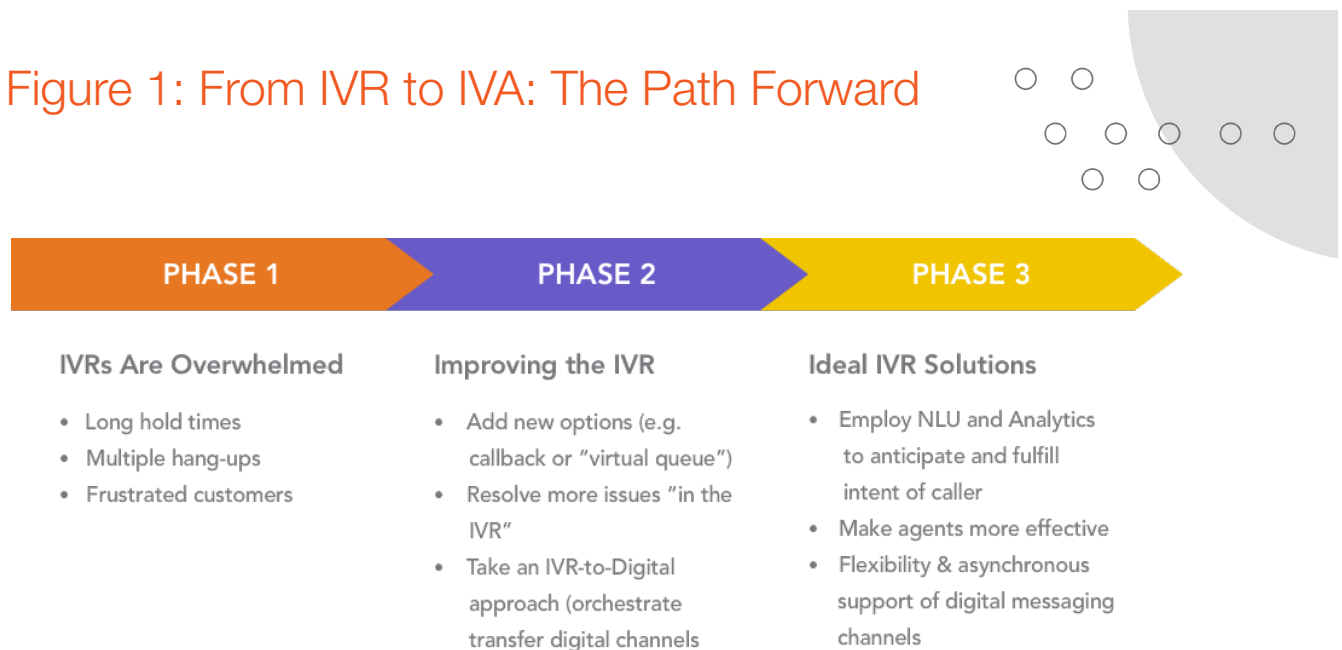 Figure 1: From IVR to IVA: The Path Forward
PHASE 1
PHASE 2
PHASE 3
IVRs Are Overwhelmed
• Long hold times
• Multiple hang-ups
• Frustrated customers
Improving the IVR
• Add new options (e.g.
callback or “virtual queue”)
• Resolve more issues “in the
IVR”
• Take an IVR-to-Digital
approach (orchestrate
transfer digital channels
Ideal IVR Solutions
• Employ NLU and Analytics
to anticipate and fulfill
intent of caller
• Make agents more effective
• Flexibility & asynchronous
support of digital messaging
channels